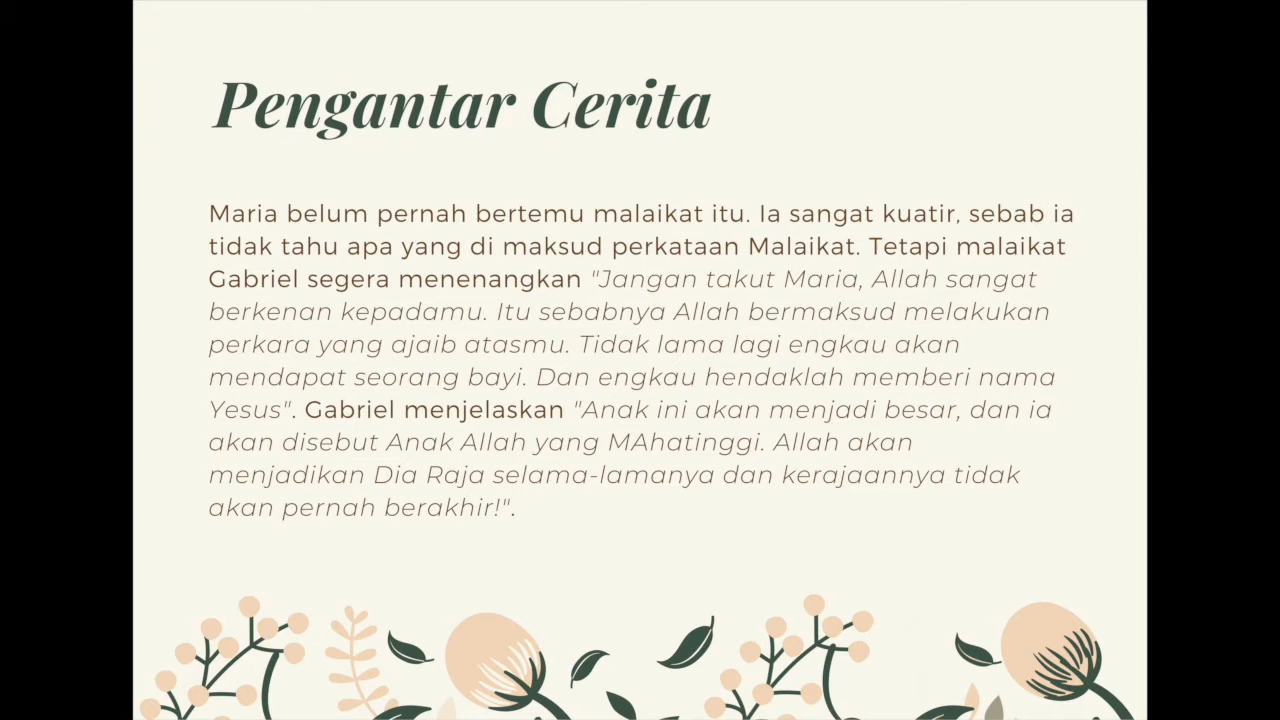 Pengantar Cerita
Maria belum pernah bertemu malaikat itu. Ia sangat kuatir, sebab ia
tidak tahu apa yang di maksud perkataan Malaikat. Tetapi malaikat
Gabriel segera menenangkan "Jangan takut Maria, Allah sangat
berkenan kepadamu. Itu sebabnya Allah bermaksud melakukan
perkara yang ajaib atasmu. Tidak lama lagi engkau akan
mendapat seorang bayi. Dan engkau hendaklah memberi nama
Yesus". Gabriel menjelaskan "Anak ini akan menjadi besar, dan ia
akan disebut Anak Allah yang MAhatinggi. Allah akan
menjadikan Dia Raja selama-lamanya dan kerajaannya tidak
akan pernah berakhir!".